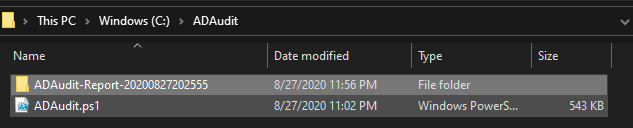 This PC > Windows (C:) > ADAudit
Name Date modified Type Size
ADAudit-Report-20200827202555 8/27/2020 11:56 PM File folder
ADAudit.ps1 8/27/2020 11:02 PM Windows PowerS... 543 KB